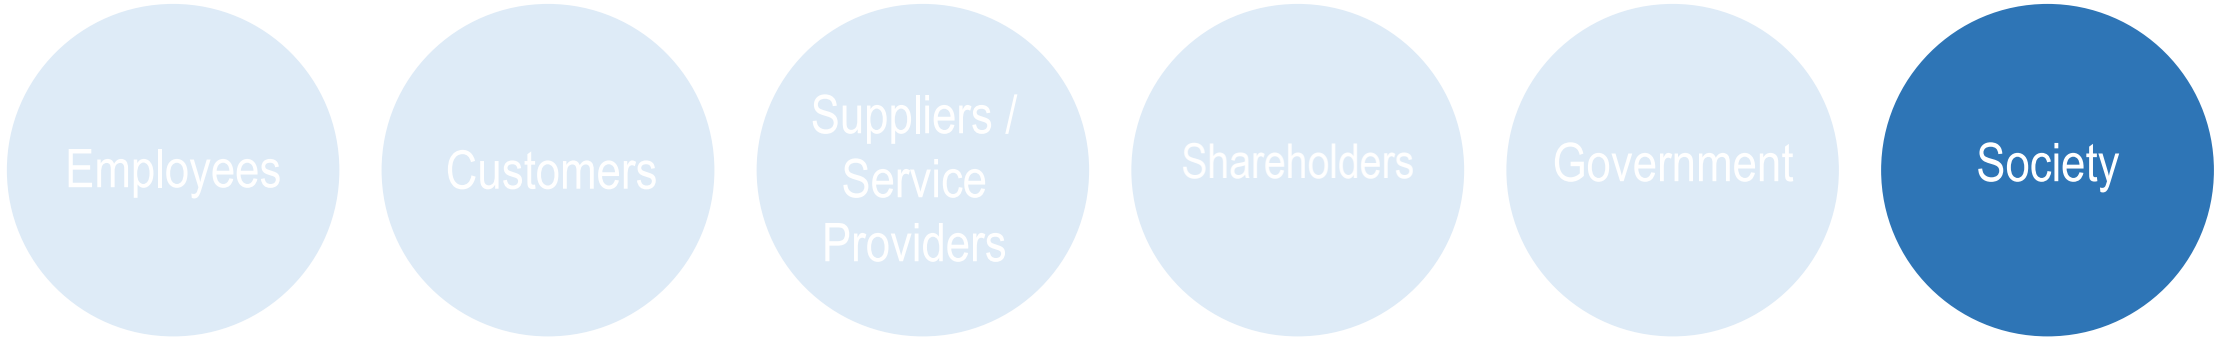 Employees
Customers
Suppliers /
Service
Providers
Shareholders
Government
Society